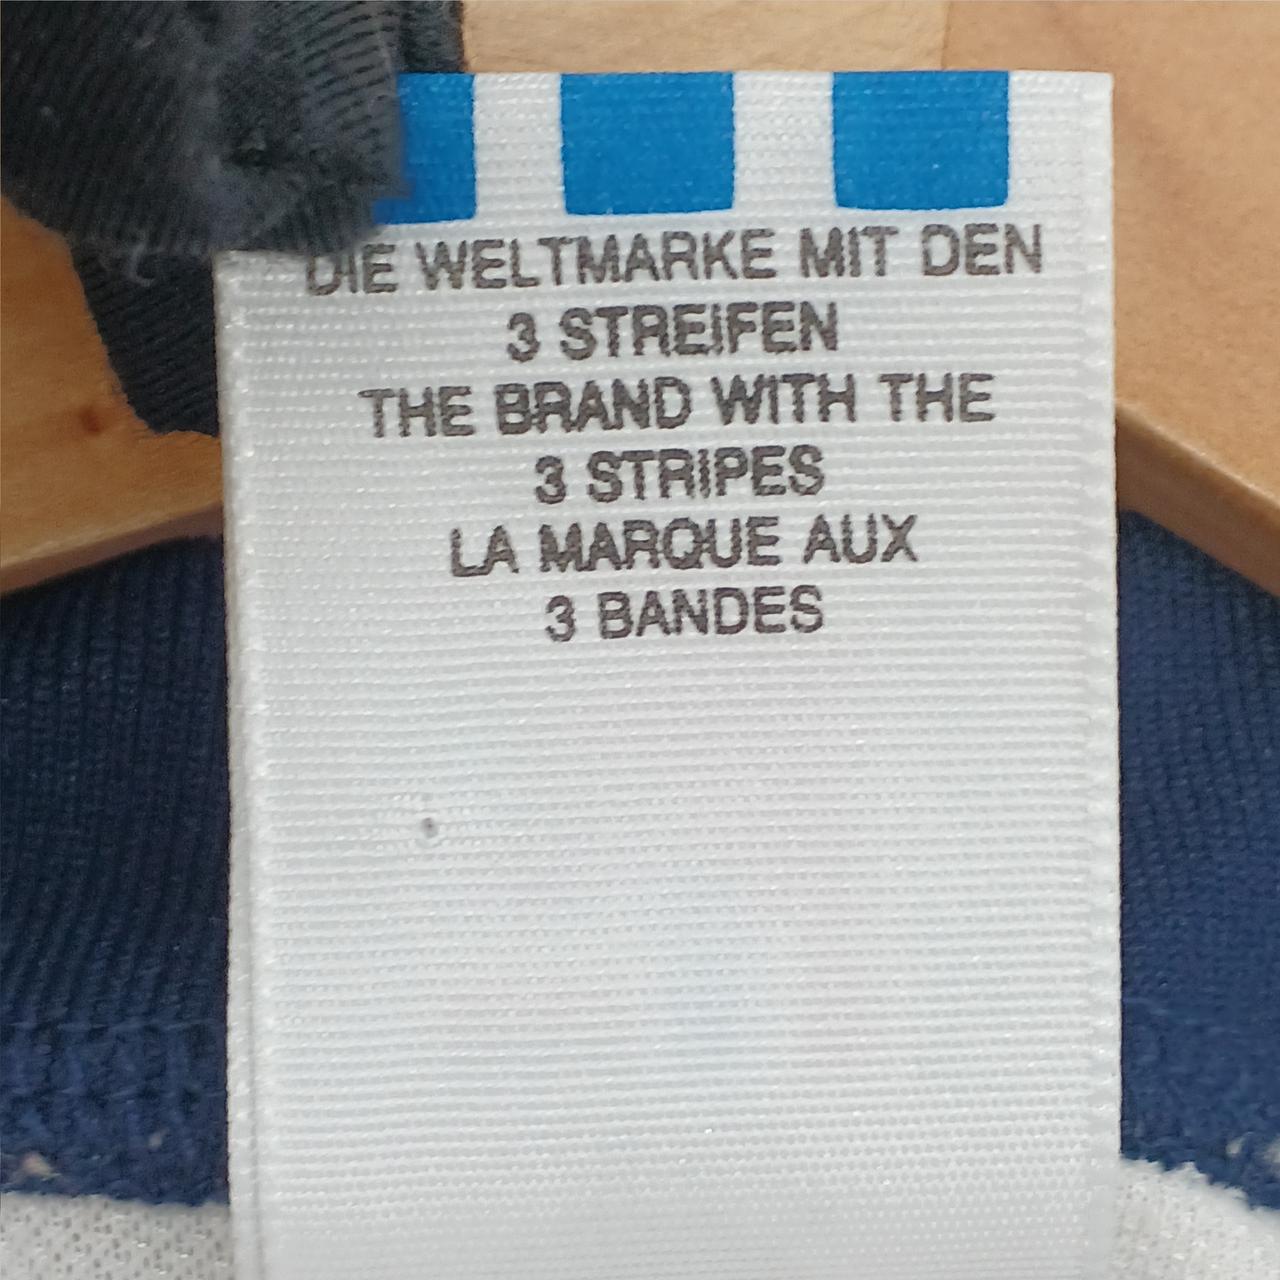 DIE WELTMARKE MIT DEN
3 STREIFEN
THE BRAND WITH THE
3 STRIPES
LA MARQUE AUX
3 BANDES